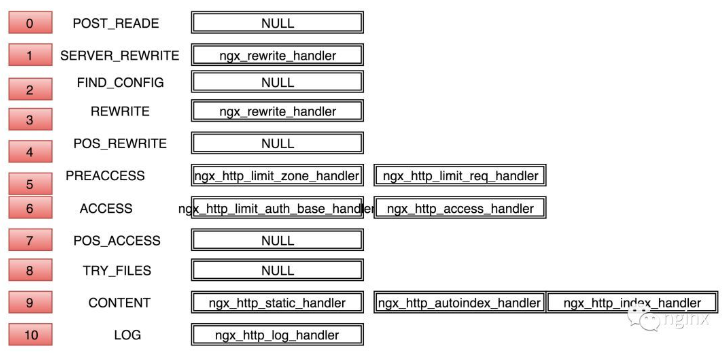 0 POST_READE NULL
1 SERVER_REWRITE ngx_rewrite_handler
2 FIND_CONFIG NULL
3 REWRITE ngx_rewrite_handler
4 POS_REWRITE NULL
5 PREACCESS ngx_http_limit_zone_handler ngx_http_limit_req_handler
6 ACCESS ngx_http_limit_auth_base_handler ngx_http_access_handler
7 POS_ACCESS NULL
8 TRY_FILES NULL
9 CONTENT ngx_http_static_handler ngx_http_autoindex_handler ngx_http_index_handler
nginx
10 LOG ngx_http_log_handler